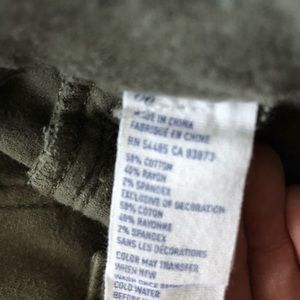 MADE IN CHINA
FABRIQUÉ EN CHINE
RN 54485 CA 03873
58% COTTON
40% RAYON
2% SPANDEX
EXCLUSIVE OF DECORATION
58% COTON
40% RAYONNE
2% SPANDEX
SANS LES DÉCORATIONS
COLOR MAY TRANSFER
WHEN NEW
COLD WATER
BEFORE